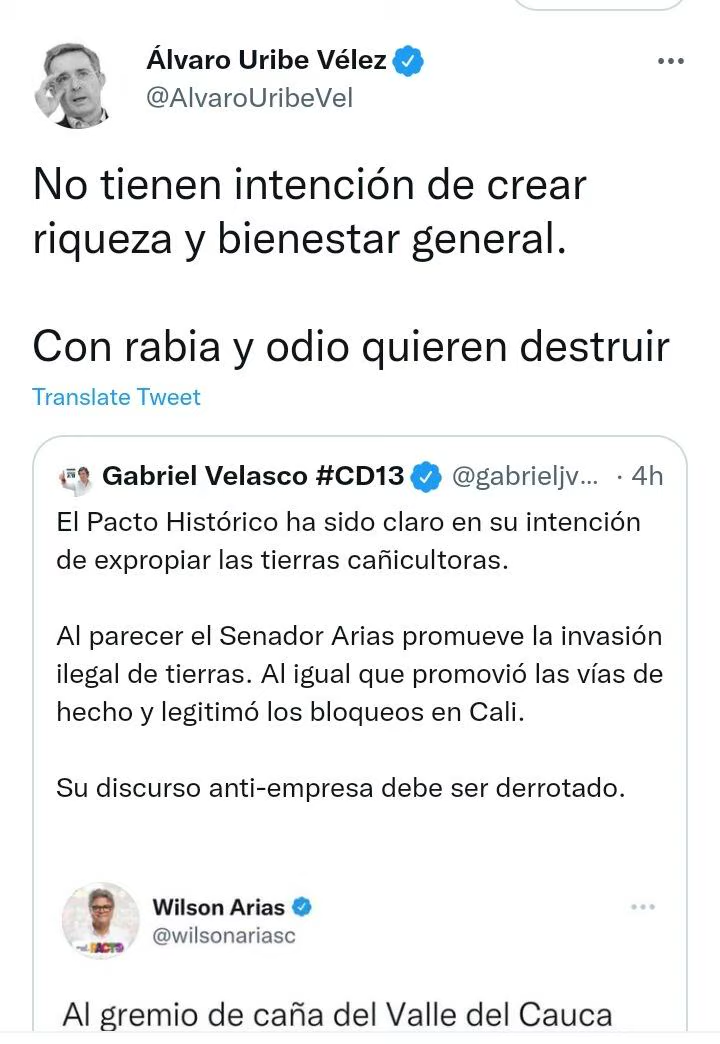 Álvaro Uribe Vélez
@AlvaroUribeVel
No tienen intención de crear
riqueza y bienestar general.
Con rabia y odio quieren destruir
Translate Tweet
Gabriel Velasco #CD13 @gabrieljv... · 4h
El Pacto Histórico ha sido claro en su intención
de expropiar las tierras cañicultoras.
Al parecer el Senador Arias promueve la invasión
ilegal de tierras. Al igual que promovió las vías de
hecho y legitimó los bloqueos en Cali.
Su discurso anti-empresa debe ser derrotado.
Wilson Arias
@wilsonariasc
PACTO
Al gremio de caña del Valle del Cauca